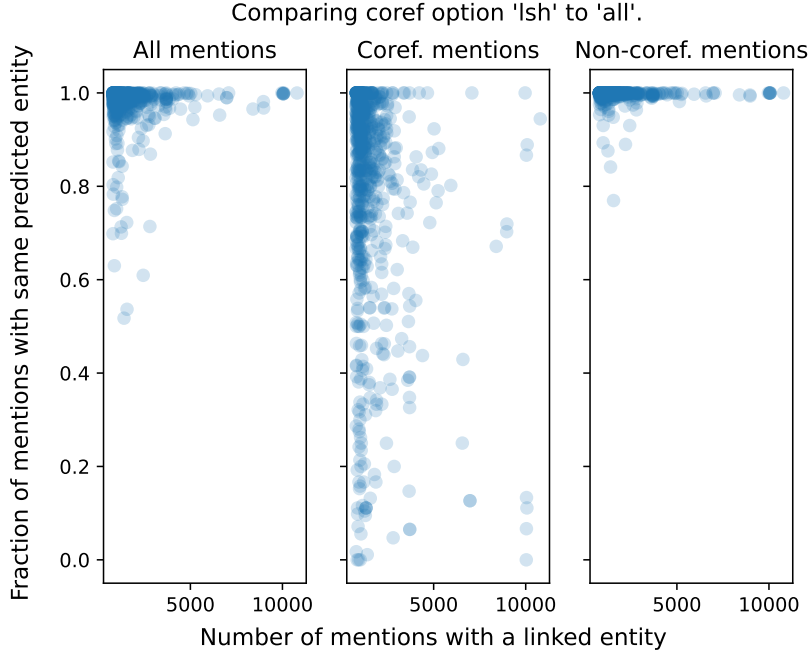 Comparing coref option 'lsh' to 'all'.
All mentions
Coref. mentions
Non-coref. mentions
Fraction of mentions with same predicted entity
1.0
0.8
0.6
0.4
0.2
0.0
5000 10000
5000 10000
5000 10000
Number of mentions with a linked entity